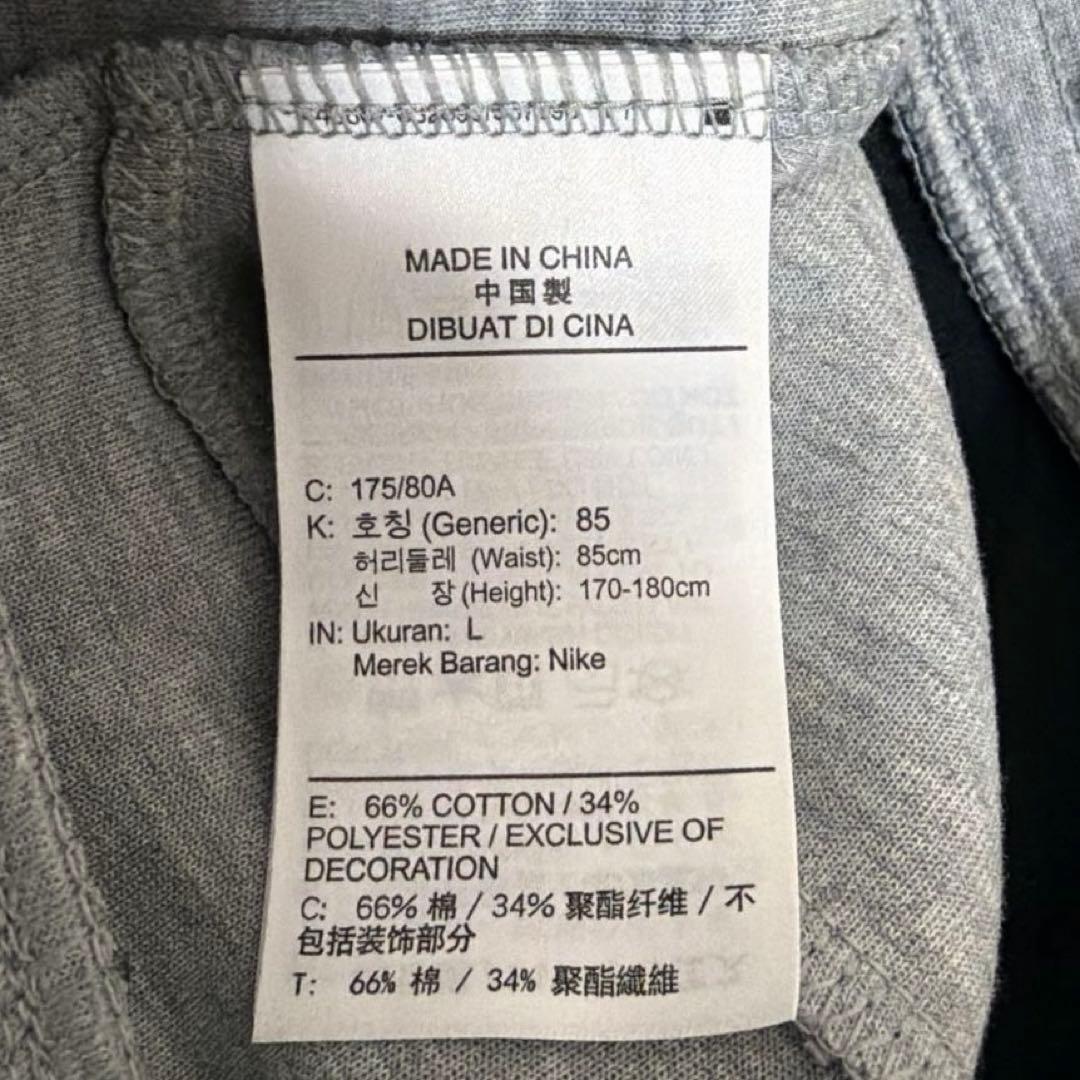 MADE IN CHINA
中国製
DIBUAT DI CINA
C: 175/80A
K: 호칭 (Generic): 85
허리둘레 (Waist): 85cm
신 장 (Height): 170-180cm
IN: Ukuran: L
Merek Barang: Nike
E: 66% COTTON / 34%
POLYESTER / EXCLUSIVE OF
DECORATION
C: 66% 棉 / 34% 聚酯纤维 / 不
包括装饰部分
T: 66% 棉 / 34% 聚酯纖維